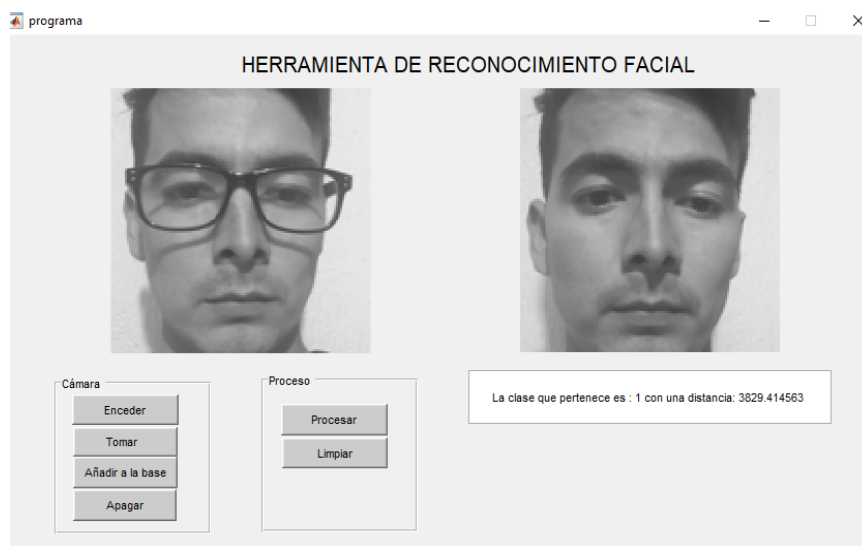 programa
HERRAMIENTA DE RECONOCIMIENTO FACIAL
Cámara
Enceder
Tomar
Añadir a la base
Apagar
Proceso
Procesar
Limpiar
La clase que pertenece es : 1 con una distancia: 3829.414563